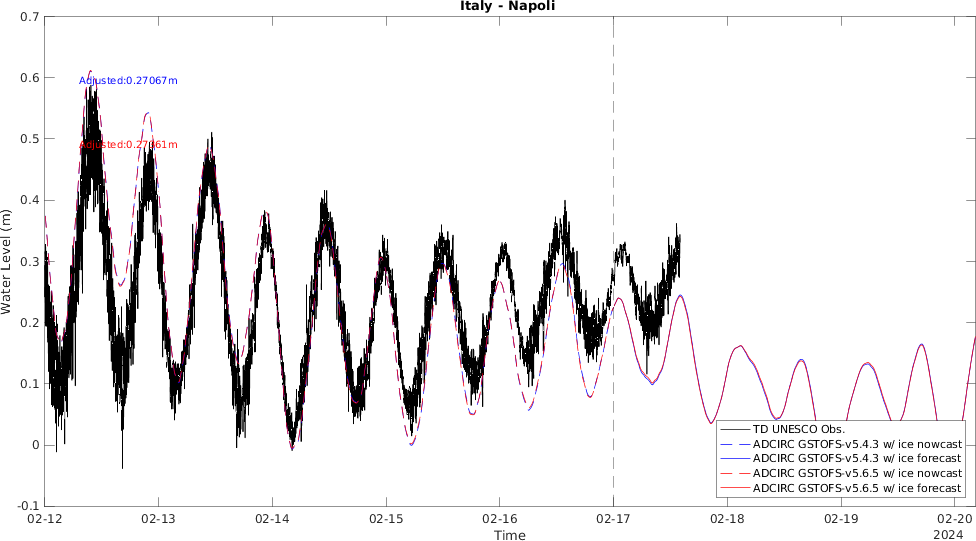 Italy - Napoli
0.7
0.6
0.5
0.4
0.3
0.2
0.1
0
-0.1
Water Level (m)
Adjusted:0.27067m
Adjusted:0.27061m
TD UNESCO Obs.
ADCIRC GSTOFS-v5.4.3 w/ ice nowcast
ADCIRC GSTOFS-v5.4.3 w/ ice forecast
ADCIRC GSTOFS-v5.6.5 w/ ice nowcast
ADCIRC GSTOFS-v5.6.5 w/ ice forecast
02-12 02-13 02-14 02-15 02-16 02-17 02-18 02-19 02-20
Time
2024